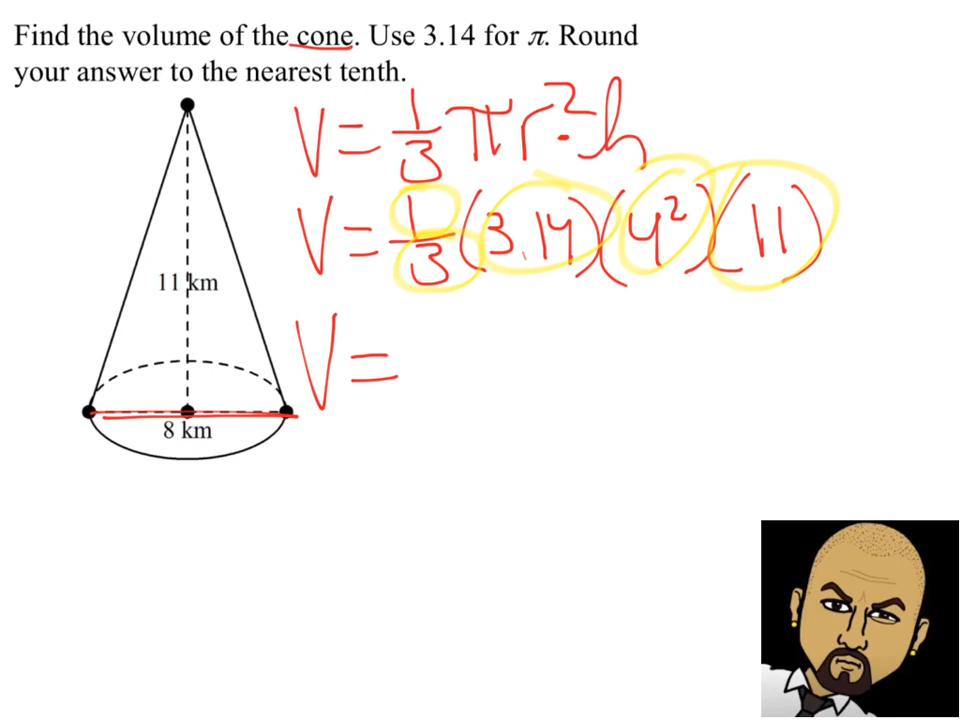 Find the volume of the cone. Use 3.14 for π. Round
your answer to the nearest tenth.
V = 1/3 πr²·h
V = 1/3 (3.14)(4²)(11)
11 km
V =
8 km